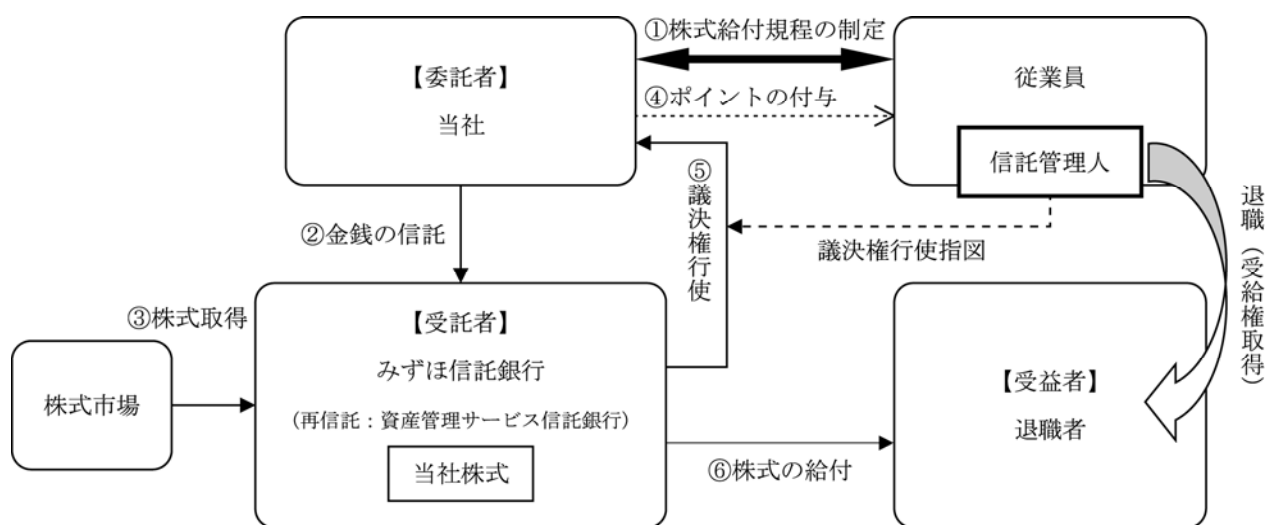 ①株式給付規程の制定
【委託者】
当社
従業員
④ポイントの付与
信託管理人
⑤議決権行使
②金銭の信託
議決権行使指図
退職（受給権取得）
③株式取得
【受託者】
みずほ信託銀行
（再信託：資産管理サービス信託銀行）
当社株式
株式市場
【受益者】
退職者
⑥株式の給付